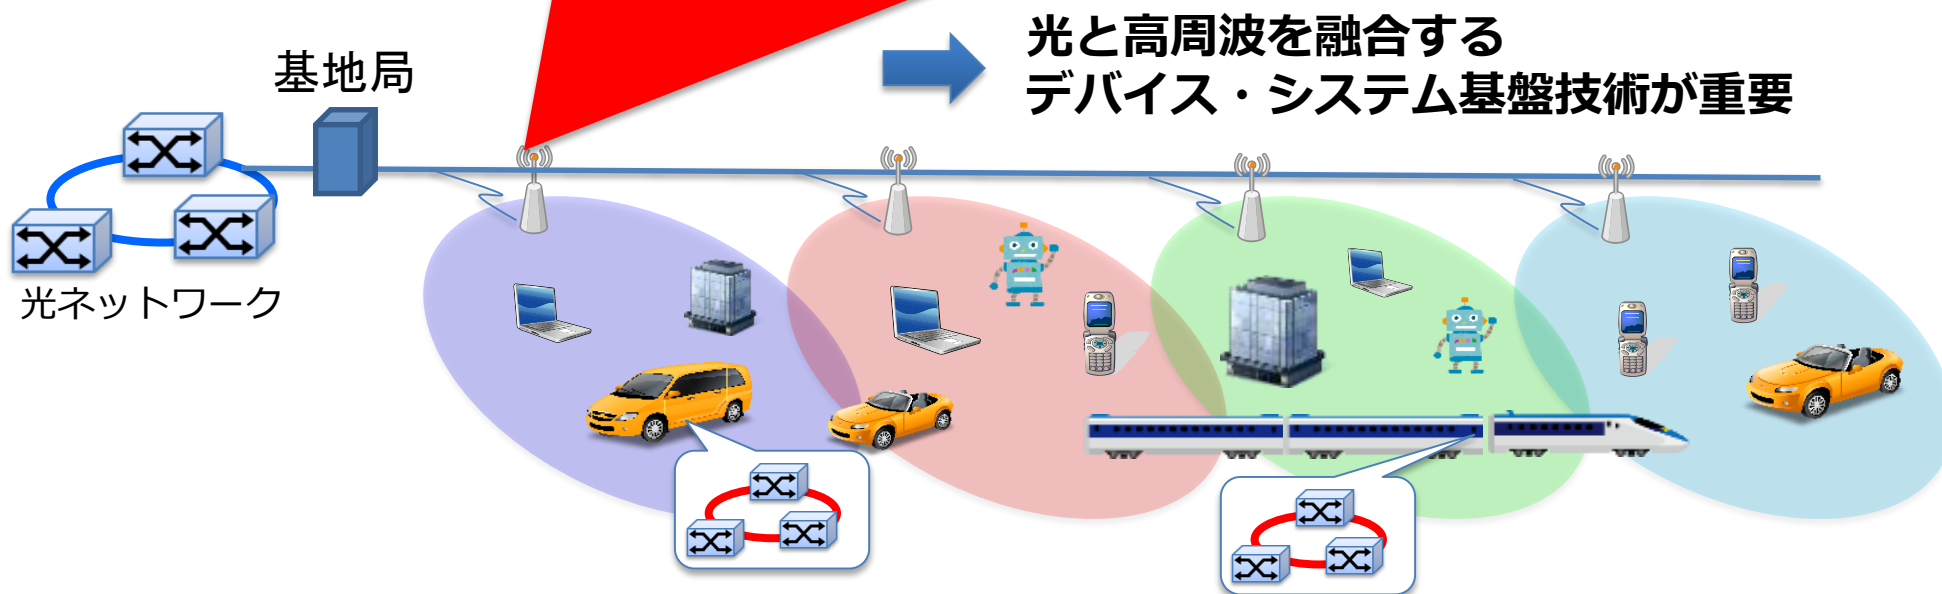 光と高周波を融合する
デバイス・システム基盤技術が重要
基地局
光ネットワーク